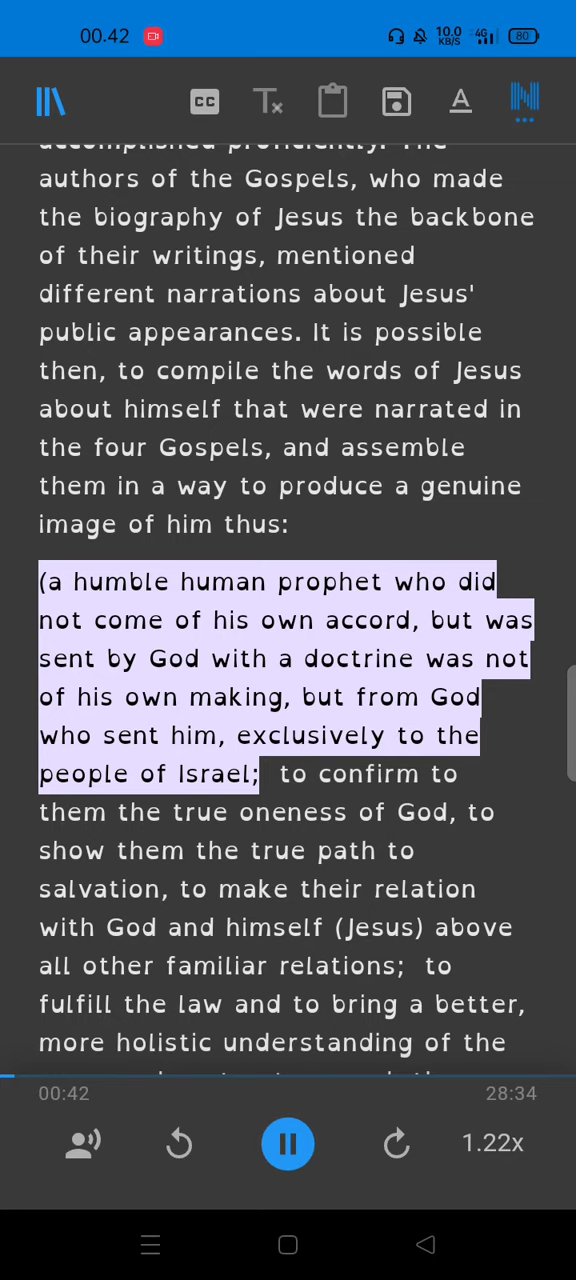 00.42
10.0
KB/S
4G
80
CC
authors of the Gospels, who made
the biography of Jesus the backbone
of their writings, mentioned
different narrations about Jesus'
public appearances. It is possible
then, to compile the words of Jesus
about himself that were narrated in
the four Gospels, and assemble
them in a way to produce a genuine
image of him thus:
(a humble human prophet who did
not come of his own accord, but was
sent by God with a doctrine was not
of his own making, but from God
who sent him, exclusively to the
people of Israel; to confirm to
them the true oneness of God, to
show them the true path to
salvation, to make their relation
with God and himself (Jesus) above
all other familiar relations; to
fulfill the law and to bring a better,
more holistic understanding of the
00:42
28:34
1.22x